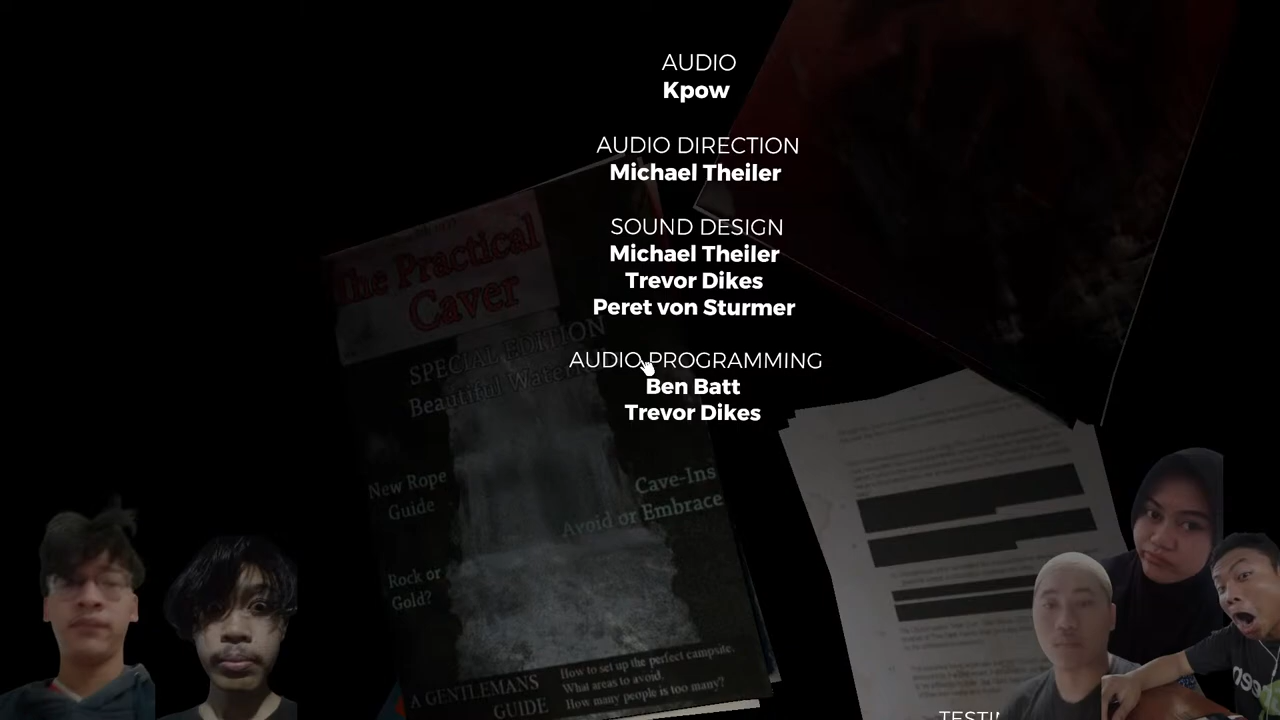 AUDIO
Kpow
AUDIO DIRECTION
Michael Theiler
SOUND DESIGN
Michael Theiler
Trevor Dikes
Peret von Sturmer
AUDIO PROGRAMMING
Ben Batt
Trevor Dikes
The Practical
Caver
SPECIAL EDITION
Beautiful
New Rope
Guide
Cave-Ins
Avoid or Embrace
Rock or
Gold?
A GENTLEMANS
GUIDE
How to set up the perfect campsite.
What areas to avoid.
How many people is too many?